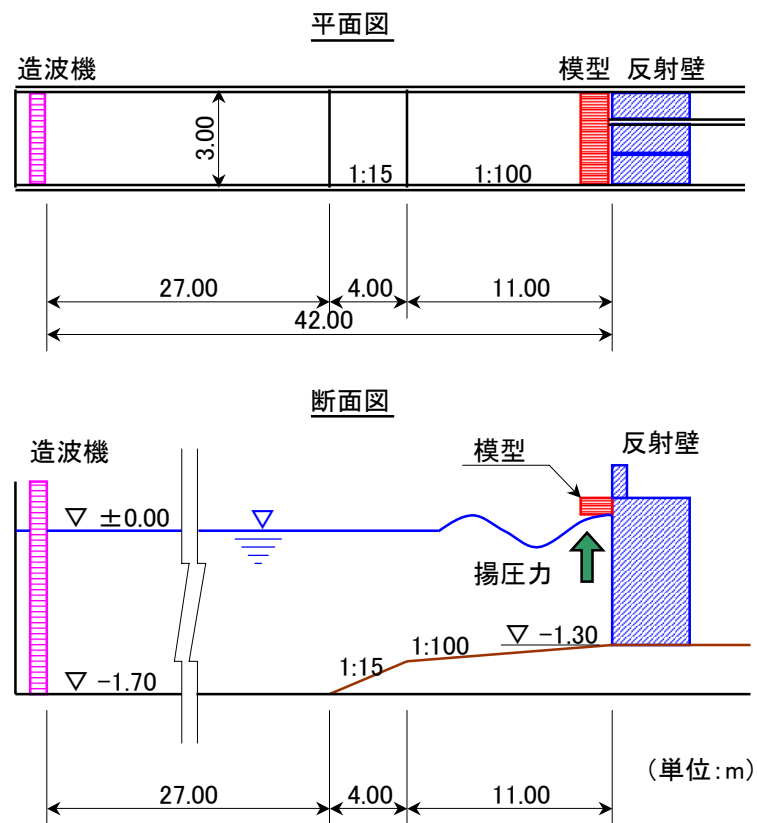 平面図
造波機
模型 反射壁
3.00
1:15
1:100
27.00
4.00
11.00
42.00
断面図
造波機
模型
反射壁
▽ ±0.00
▽
揚圧力
▽ −1.30
1:100
1:15
▽ −1.70
(単位:m)
27.00
4.00
11.00